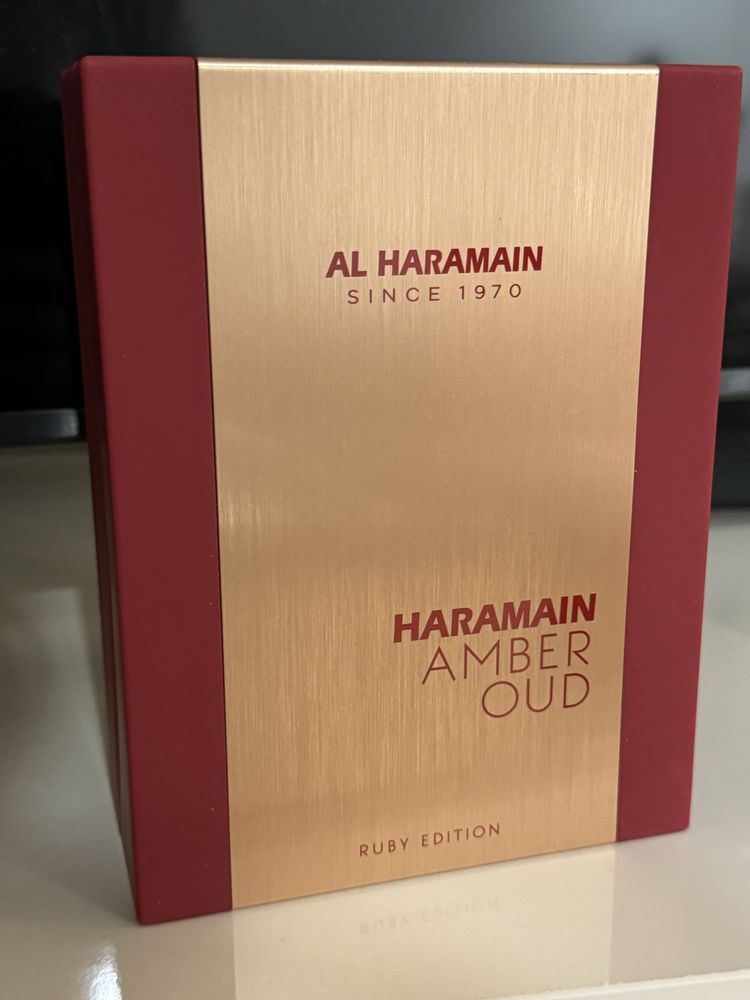 AL HARAMAIN
SINCE 1970
HARAMAIN
AMBER
OUD
RUBY EDITION